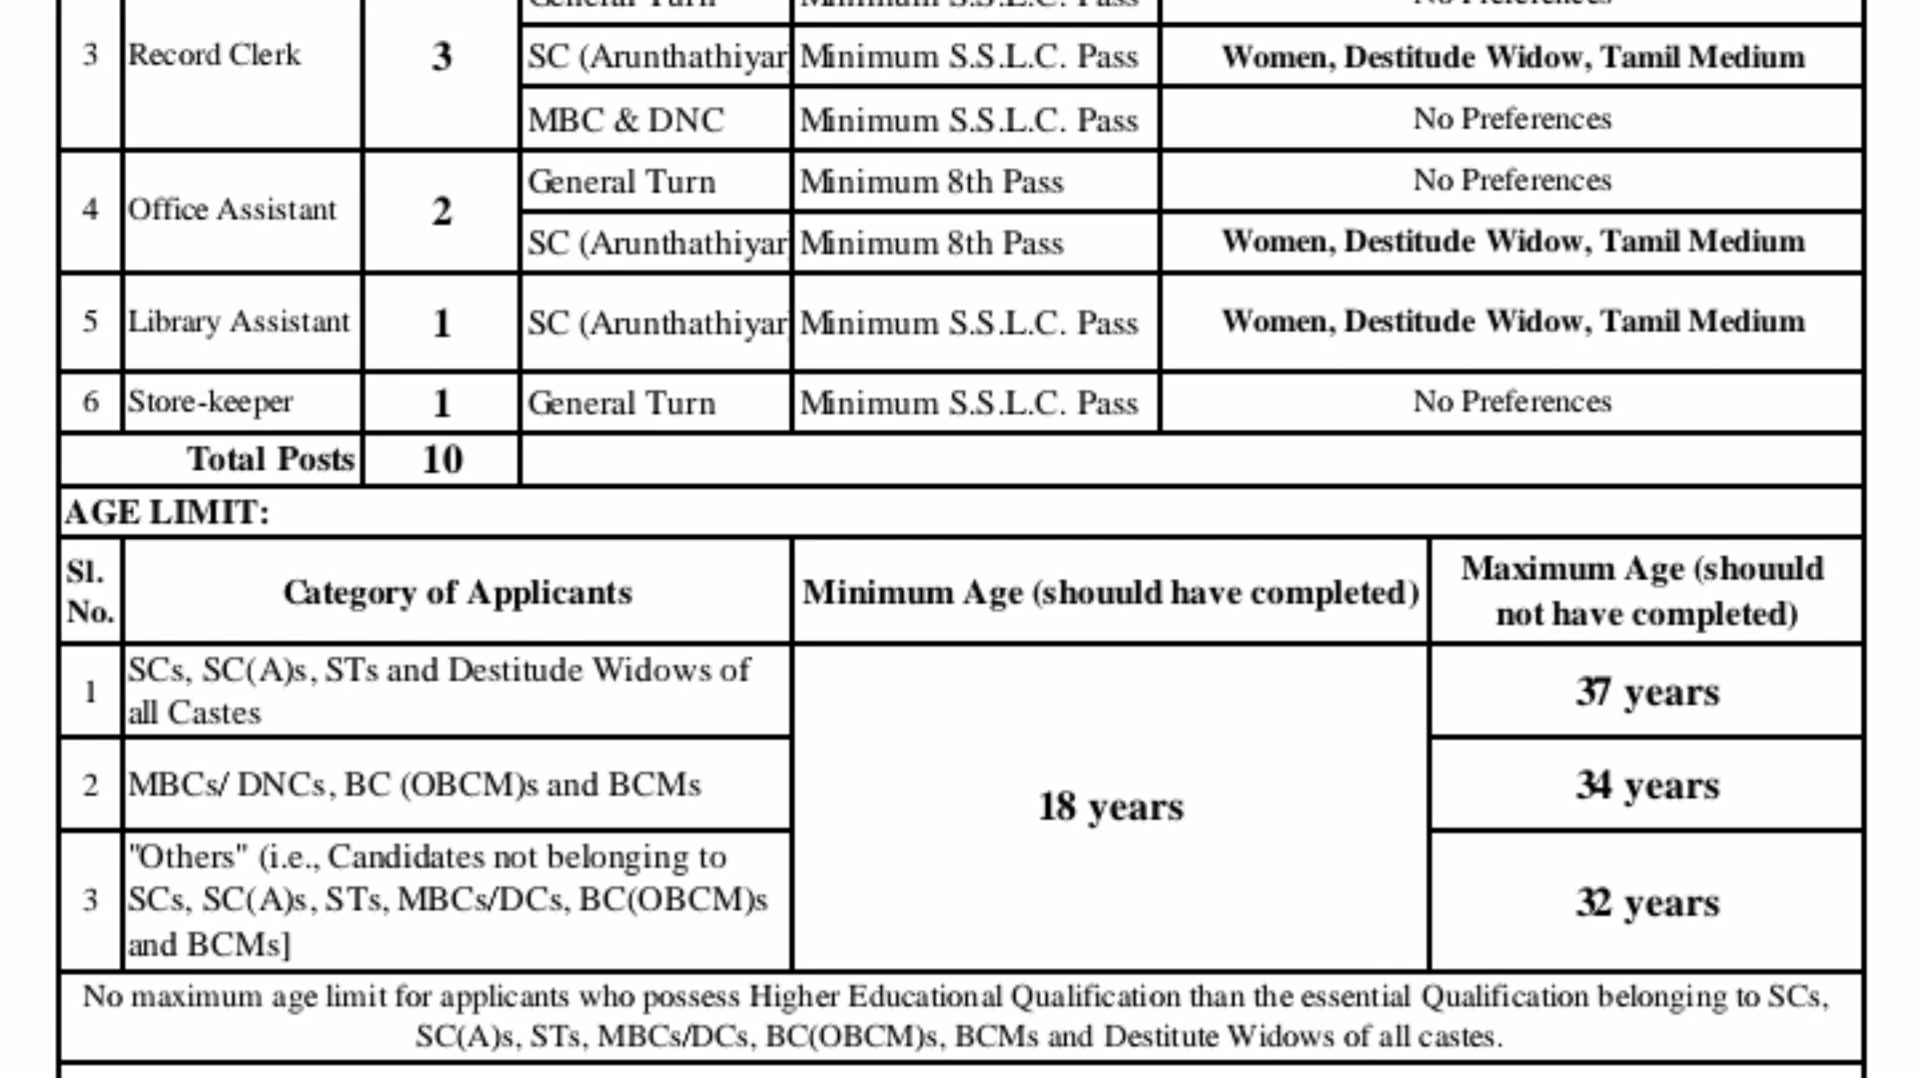 General Turn Minimum S.S.L.C. Pass No Preferences
3 Record Clerk 3 SC (Arunthathiyar Minimum S.S.L.C. Pass Women, Destitude Widow, Tamil Medium
MBC & DNC Minimum S.S.L.C. Pass No Preferences
General Turn Minimum 8th Pass No Preferences
4 Office Assistant 2
SC (Arunthathiyar Minimum 8th Pass Women, Destitude Widow, Tamil Medium
5 Library Assistant 1 SC (Arunthathiyar Minimum S.S.L.C. Pass Women, Destitude Widow, Tamil Medium
6 Store-keeper 1 General Turn Minimum S.S.L.C. Pass No Preferences
Total Posts 10
AGE LIMIT:
Sl.
No.
Category of Applicants
Minimum Age (shouuld have completed)
Maximum Age (shouuld
not have completed)
1
SCs, SC(A)s, STs and Destitude Widows of
all Castes
37 years
2 MBCs/ DNCs, BC (OBCM)s and BCMs
18 years
34 years
3
"Others" (i.e., Candidates not belonging to
SCs, SC(A)s, STs, MBCs/DCs, BC(OBCM)s
and BCMs]
32 years
No maximum age limit for applicants who possess Higher Educational Qualification than the essential Qualification belonging to SCs,
SC(A)s, STs, MBCs/DCs, BC(OBCM)s, BCMs and Destitute Widows of all castes.